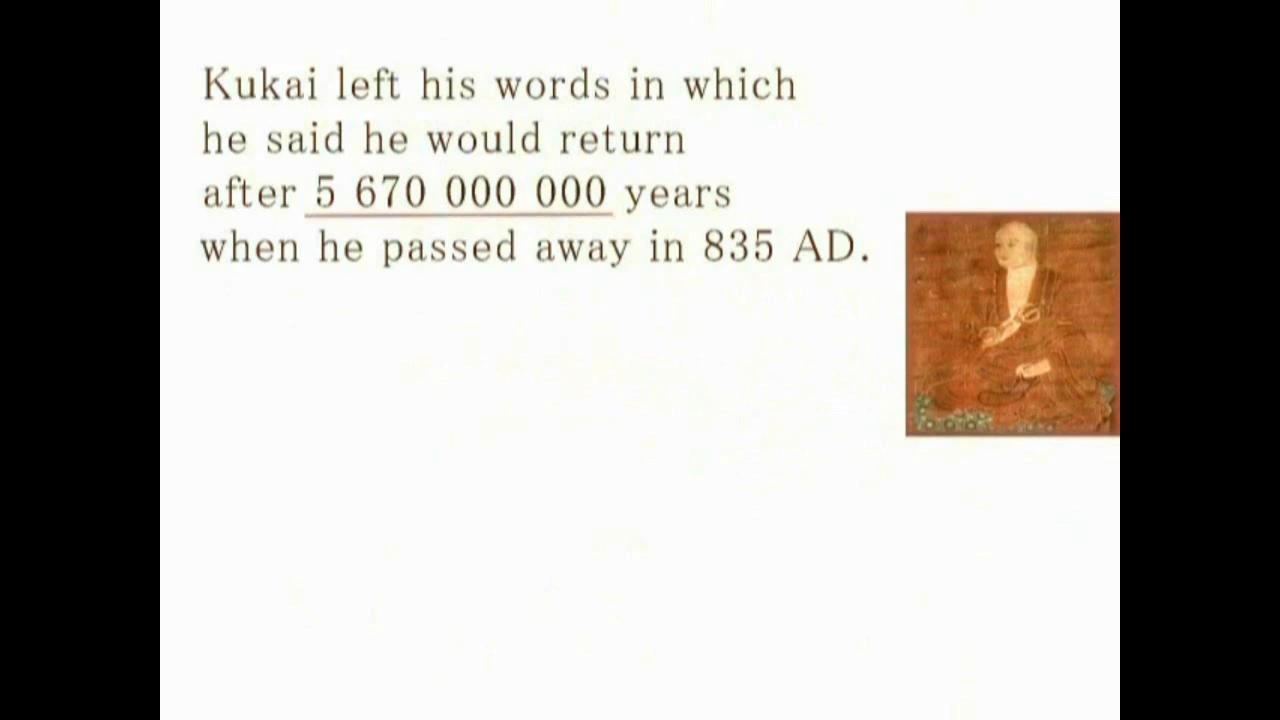 Kukai left his words in which
he said he would return
after 5 670 000 000 years
when he passed away in 835 AD.